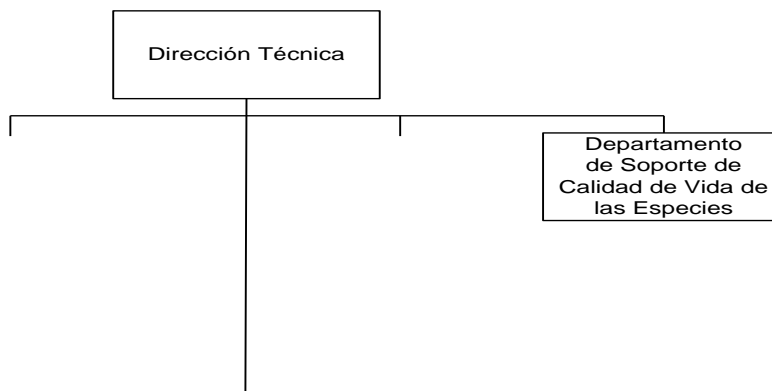 Dirección Técnica
Departamento
de Soporte de
Calidad de Vida de
las Especies